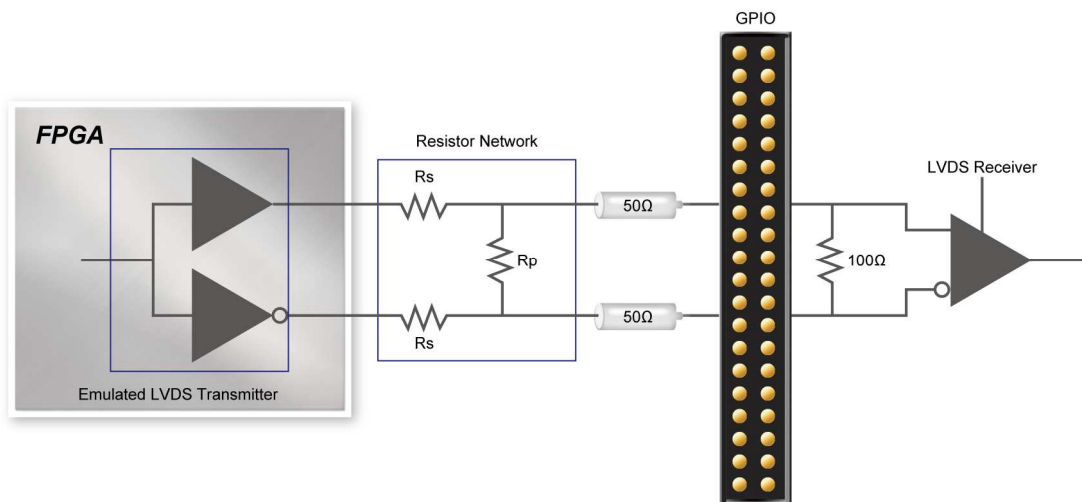 GPIO
FPGA
Resistor Network
Rs
LVDS Receiver
50Ω
Rp
100Ω
50Ω
Rs
Emulated LVDS Transmitter